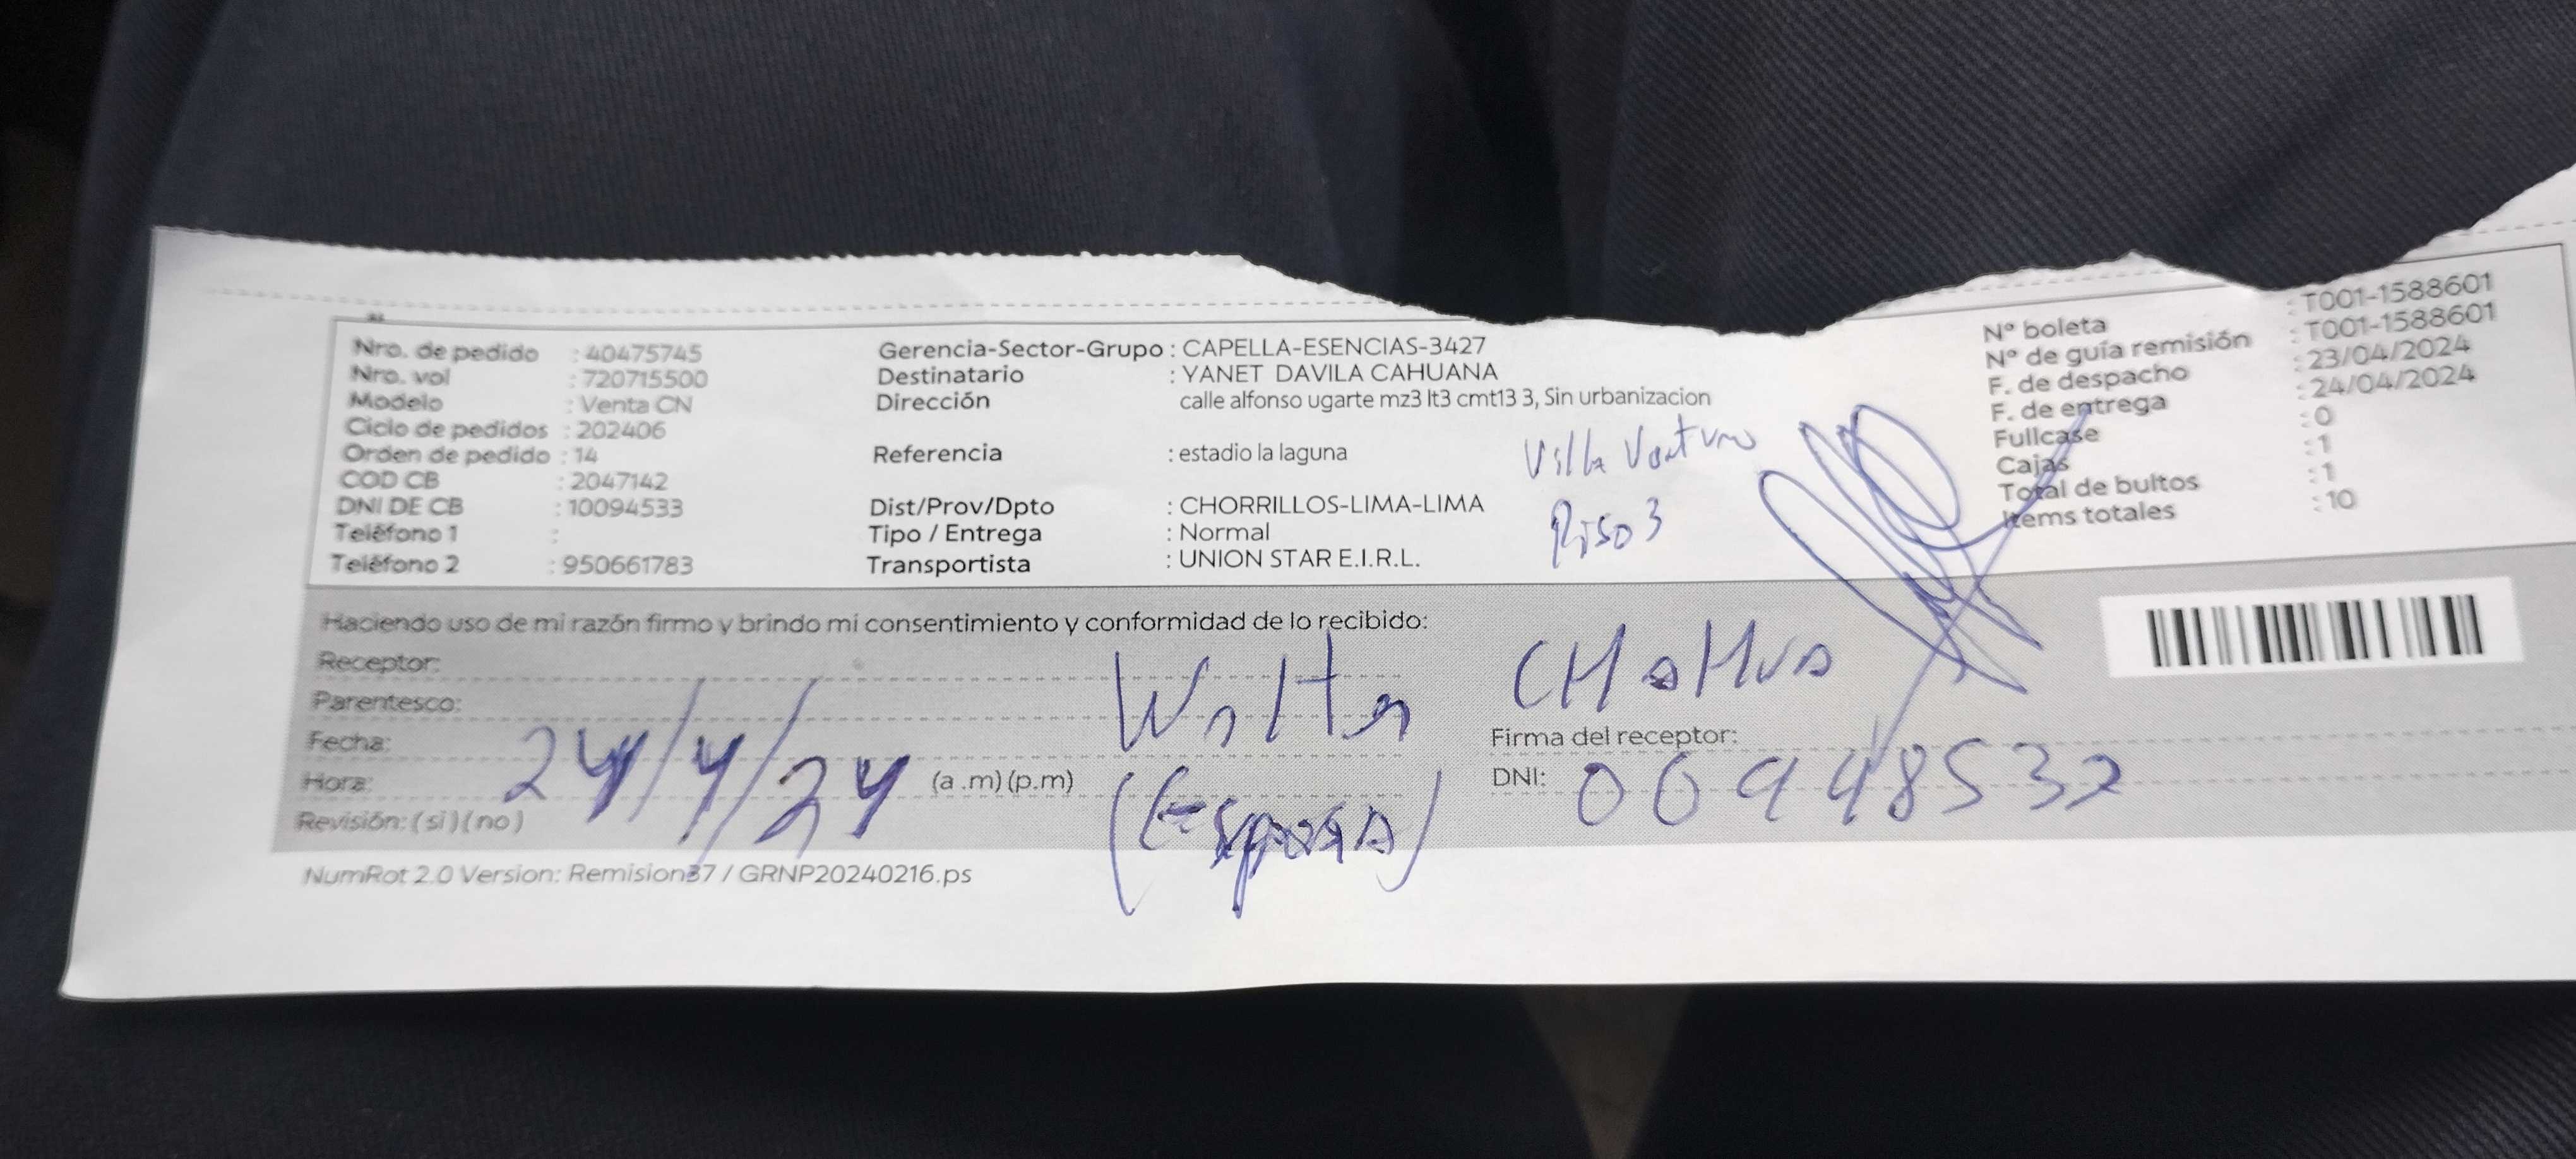 Nro. de pedido : 40475745
Nro. vol : 720715500
Modelo : Venta CN
Ciclo de pedidos : 202406
Orden de pedido : 14
COD CB : 2047142
DNI DE CB : 10094533
Teléfono 1 :
Teléfono 2 : 950661783
Gerencia-Sector-Grupo : CAPELLA-ESENCIAS-3427
Destinatario : YANET DAVILA CAHUANA
Dirección calle alfonso ugarte mz3 lt3 cmt13 3, Sin urbanizacion
Referencia : estadio la laguna
Dist/Prov/Dpto : CHORRILLOS-LIMA-LIMA
Tipo / Entrega : Normal
Transportista : UNION STAR E.I.R.L.
Villa
Piso 3
N° boleta : T001-1588601
N° de guía remisión : T001-1588601
F. de despacho : 23/04/2024
F. de entrega : 24/04/2024
Fullcase : 0
Cajas : 1
Total de bultos : 1
Items totales : 10
Haciendo uso de mi razón firmo y brindo mi consentimiento y conformidad de lo recibido:
Receptor:
Parentesco:
Fecha: 24/4/24
Hora: (a .m) (p.m)
Revisión: ( si ) ( no )
Firma del receptor:
DNI:
NumRot 2.0 Version: Remision37 / GRNP20240216.ps